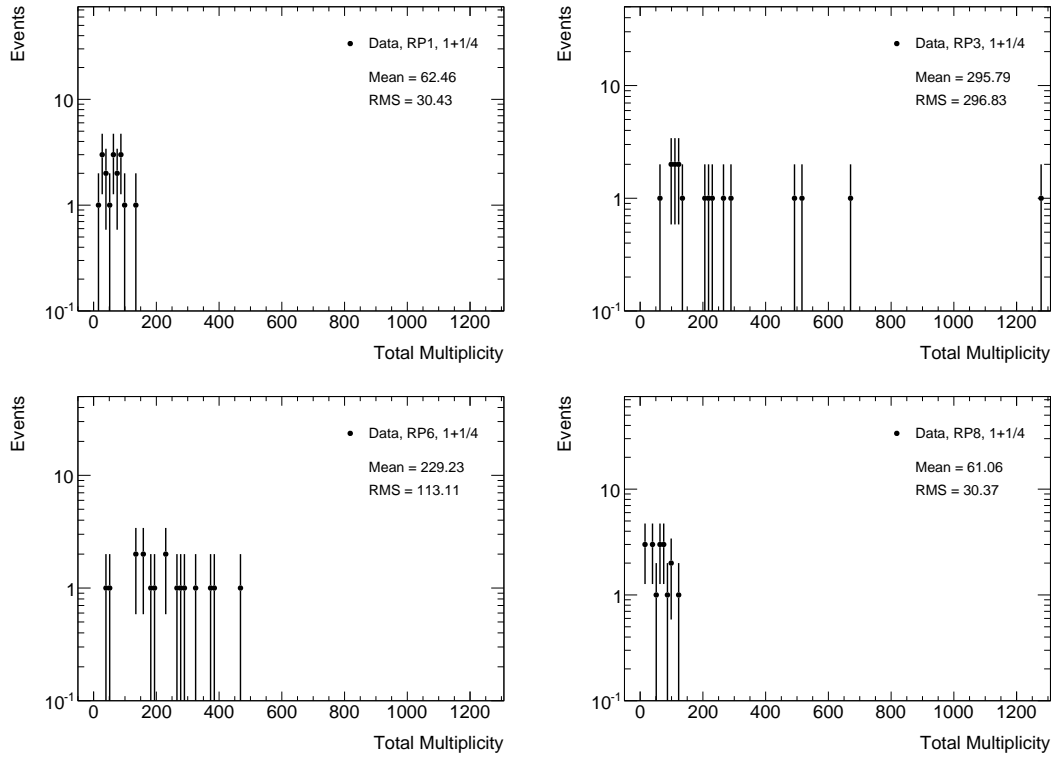 Events
Data, RP1, 1+1/4
Mean = 62.46
RMS = 30.43
10
1
10-1
0 200 400 600 800 1000 1200
Total Multiplicity
Events
Data, RP3, 1+1/4
Mean = 295.79
RMS = 296.83
10
1
10-1
0 200 400 600 800 1000 1200
Total Multiplicity
Events
Data, RP6, 1+1/4
Mean = 229.23
RMS = 113.11
10
1
10-1
0 200 400 600 800 1000 1200
Total Multiplicity
Events
Data, RP8, 1+1/4
Mean = 61.06
RMS = 30.37
10
1
10-1
0 200 400 600 800 1000 1200
Total Multiplicity